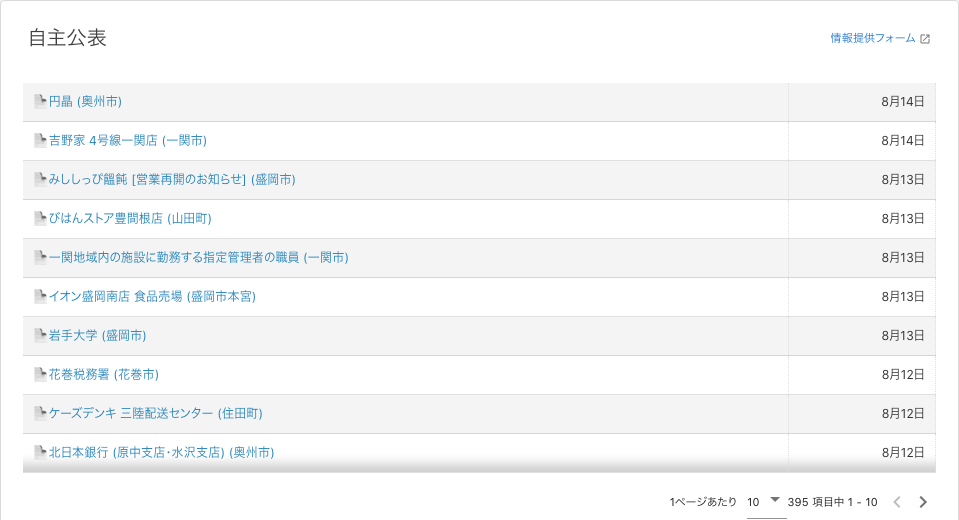 自主公表
情報提供フォーム
円晶 (奥州市) 8月14日
吉野家 4号線一関店 (一関市) 8月14日
みししっぴ饂飩 [営業再開のお知らせ] (盛岡市) 8月13日
びはんストア豊間根店 (山田町) 8月13日
一関地域内の施設に勤務する指定管理者の職員 (一関市) 8月13日
イオン盛岡南店 食品売場 (盛岡市本宮) 8月13日
岩手大学 (盛岡市) 8月13日
花巻税務署 (花巻市) 8月12日
ケーズデンキ 三陸配送センター (住田町) 8月12日
北日本銀行 (原中支店・水沢支店) (奥州市) 8月12日
1ページあたり 10 395 項目中 1 - 10